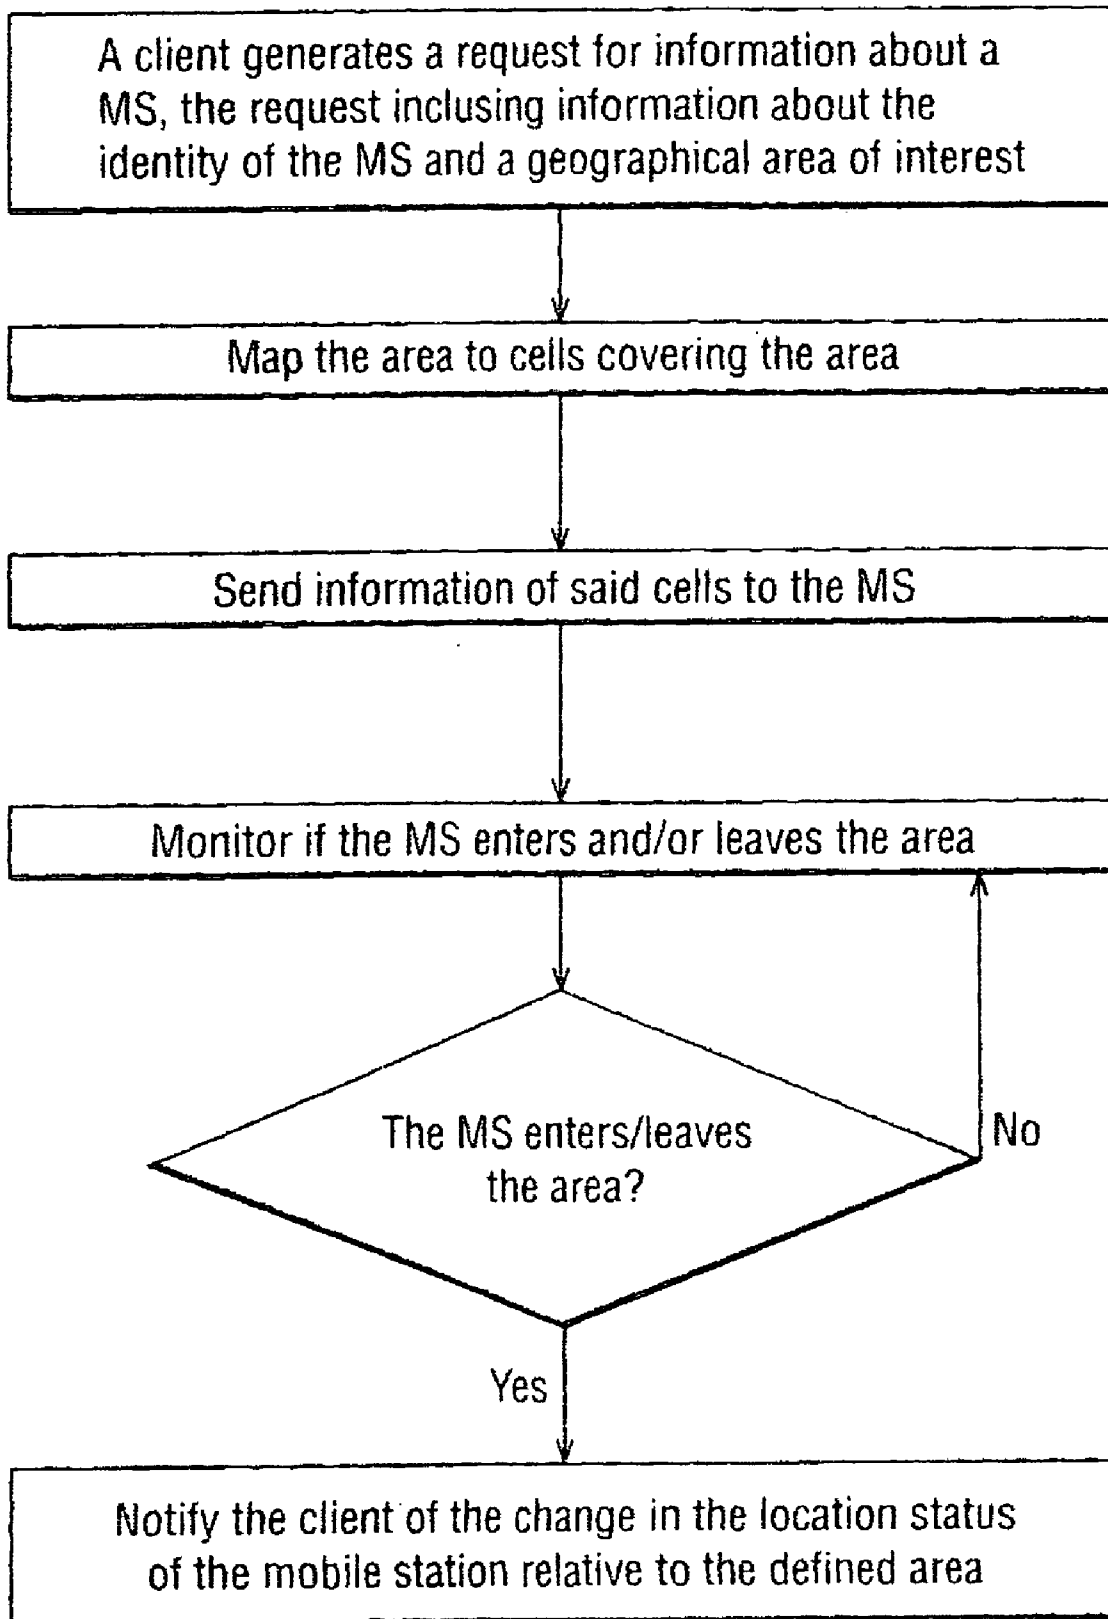 A client generates a request for information about a
MS, the request inclusing information about the
identity of the MS and a geographical area of interest
Map the area to cells covering the area
Send information of said cells to the MS
Monitor if the MS enters and/or leaves the area
The MS enters/leaves
the area?
No
Yes
Notify the client of the change in the location status
of the mobile station relative to the defined area